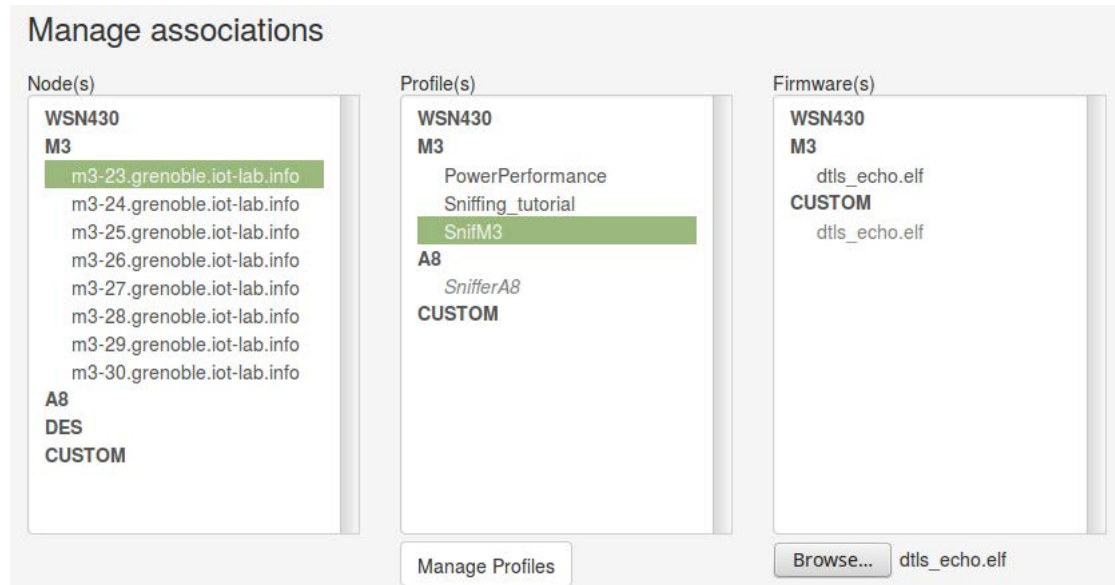 Manage associations
Node(s)
WSN430
M3
m3-23.grenoble.iot-lab.info
m3-24.grenoble.iot-lab.info
m3-25.grenoble.iot-lab.info
m3-26.grenoble.iot-lab.info
m3-27.grenoble.iot-lab.info
m3-28.grenoble.iot-lab.info
m3-29.grenoble.iot-lab.info
m3-30.grenoble.iot-lab.info
A8
DES
CUSTOM
Profile(s)
WSN430
M3
PowerPerformance
Sniffing_tutorial
SnifM3
A8
SnifferA8
CUSTOM
Manage Profiles
Firmware(s)
WSN430
M3
dtls_echo.elf
CUSTOM
dtls_echo.elf
Browse... dtls_echo.elf